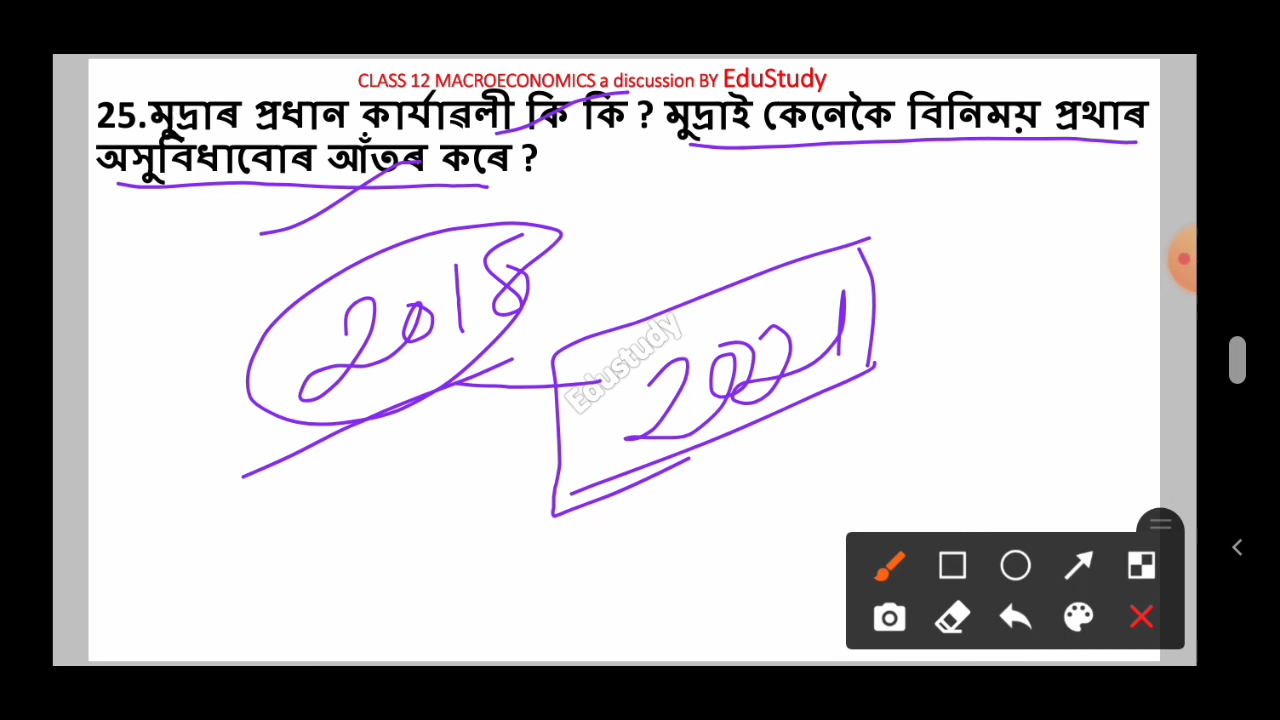 CLASS 12 MACROECONOMICS a discussion BY EduStudy
25.মুদ্ৰাৰ প্ৰধান কাৰ্যাৱলী কি কি ? মুদ্ৰাই কেনেকৈ বিনিময় প্ৰথাৰ
অসুবিধাবোৰ আঁতৰ কৰে ?
2018
2021
Edustudy